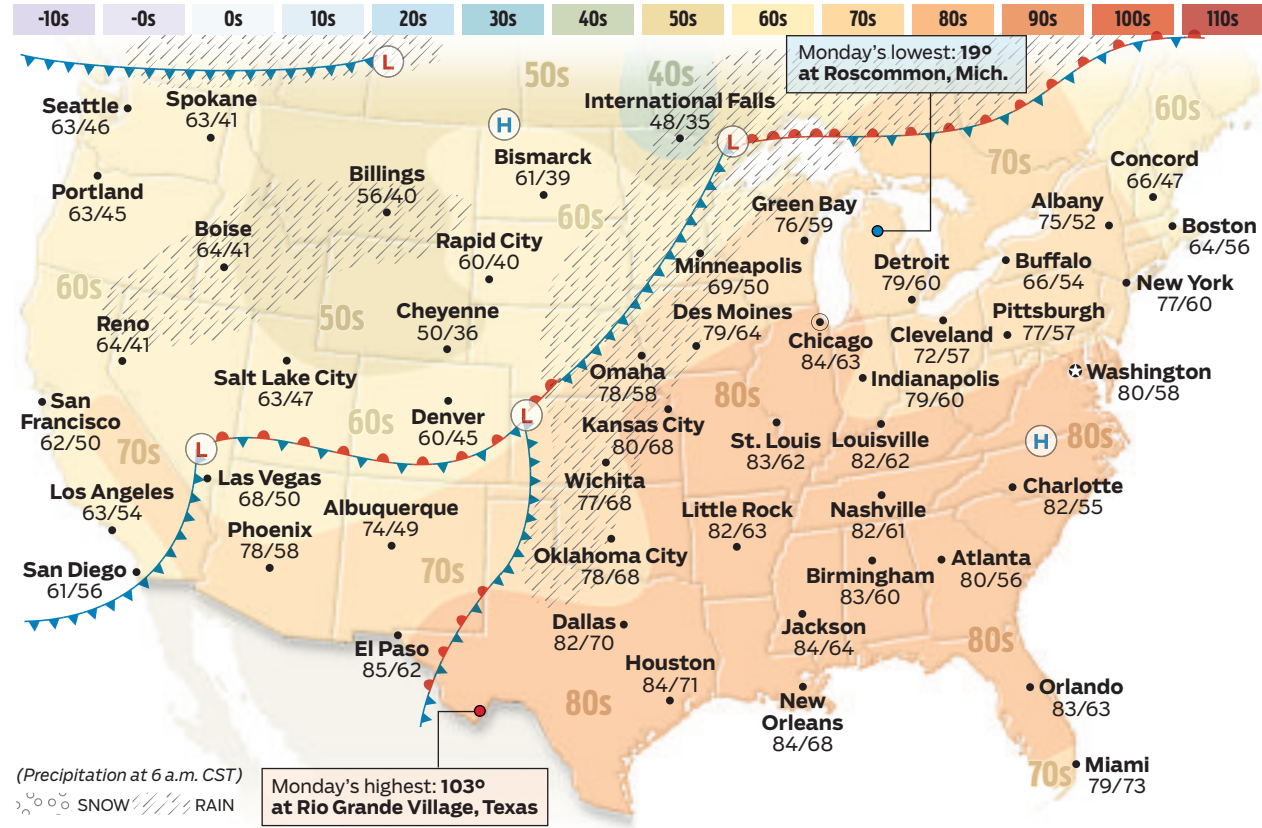 -10s -0s 0s 10s 20s 30s 40s 50s 60s 70s 80s 90s 100s 110s
Monday's lowest: 19º
at Roscommon, Mich.
L
50s
40s
Seattle
63/46
Spokane
63/41
H
International Falls
48/35
L
60s
70s
Portland
63/45
Billings
56/40
Bismarck
61/39
Concord
66/47
Boise
64/41
60s
Green Bay
76/59
Albany
75/52
Boston
64/56
Rapid City
60/40
Minneapolis
69/50
Detroit
79/60
Buffalo
66/54
New York
77/60
60s
50s
Reno
64/41
Cheyenne
50/36
Des Moines
79/64
Chicago
84/63
Cleveland
72/57
Pittsburgh
77/57
Salt Lake City
63/47
Omaha
78/58
80s
Indianapolis
79/60
Washington
80/58
San
Francisco
62/50
60s
Denver
60/45
L
Kansas City
80/68
St. Louis
83/62
Louisville
82/62
H
80s
70s
L
Las Vegas
68/50
Wichita
77/68
Los Angeles
63/54
Albuquerque
74/49
Little Rock
82/63
Nashville
82/61
Charlotte
82/55
Phoenix
78/58
Oklahoma City
78/68
San Diego
61/56
70s
Birmingham
83/60
Atlanta
80/56
El Paso
85/62
Dallas
82/70
Jackson
84/64
80s
Houston
84/71
80s
New
Orleans
84/68
Orlando
83/63
70s
Miami
79/73
(Precipitation at 6 a.m. CST)
SNOW RAIN
Monday's highest: 103º
at Rio Grande Village, Texas